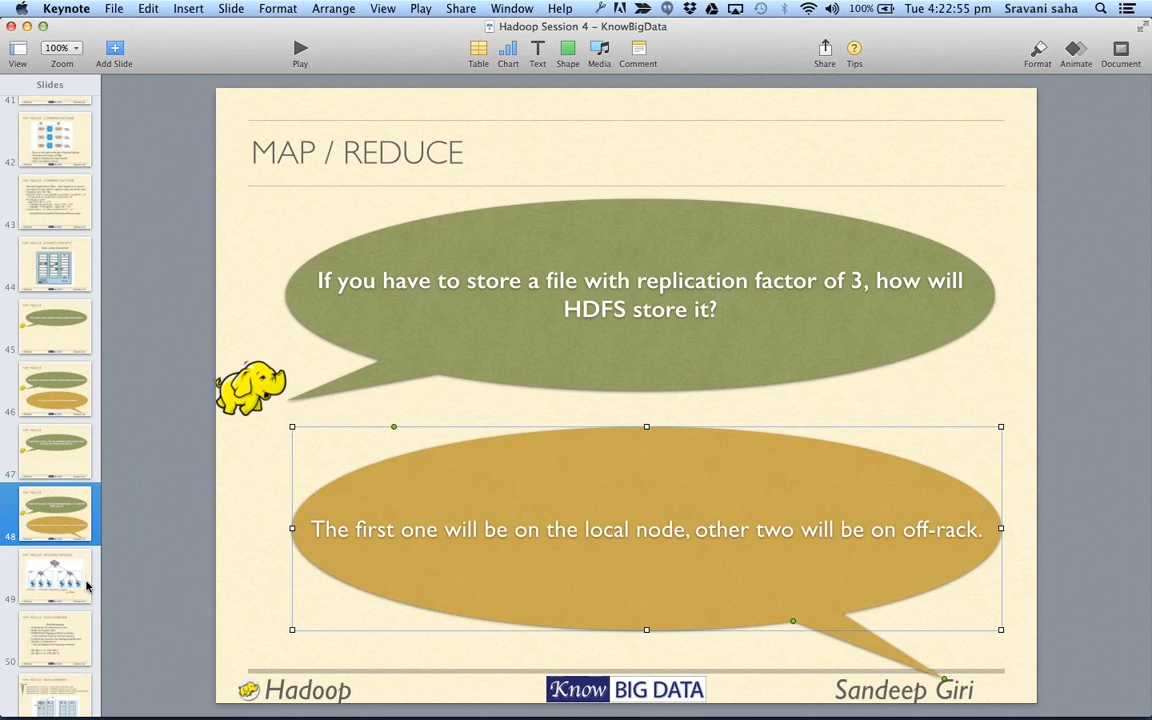 Keynote File Edit Insert Slide Format Arrange View Play Share Window Help 100% Tue 4:22:55 pm Sravani saha
Hadoop Session 4 – KnowBigData
100%
View Zoom Add Slide Play Table Chart Text Shape Media Comment Share Tips Format Animate Document
Slides
41
42
43
44
45
46
47
48
49
50
MAP / REDUCE
If you have to store a file with replication factor of 3, how will
HDFS store it?
The first one will be on the local node, other two will be on off-rack.
Hadoop Know BIG DATA Sandeep Giri